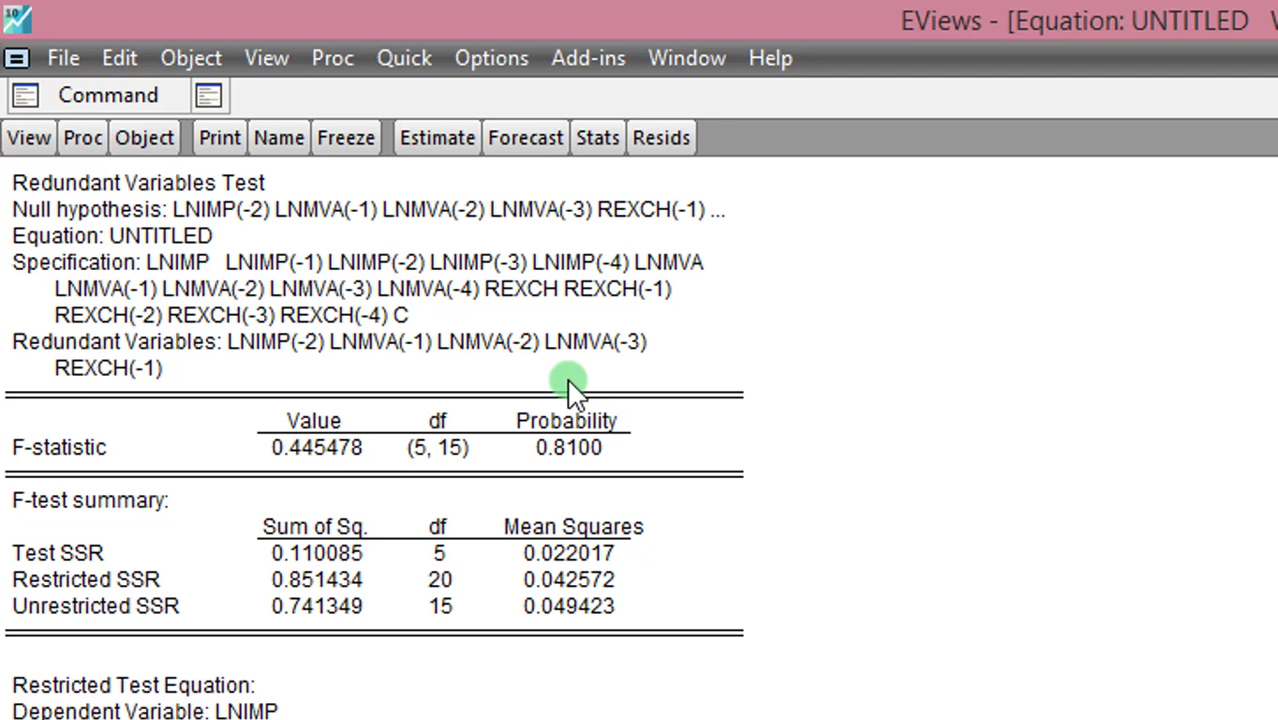 10
EViews - [Equation: UNTITLED
File Edit Object View Proc Quick Options Add-ins Window Help
Command
View Proc Object Print Name Freeze Estimate Forecast Stats Resids
Redundant Variables Test
Null hypothesis: LNIMP(-2) LNMVA(-1) LNMVA(-2) LNMVA(-3) REXCH(-1) ...
Equation: UNTITLED
Specification: LNIMP LNIMP(-1) LNIMP(-2) LNIMP(-3) LNIMP(-4) LNMVA
LNMVA(-1) LNMVA(-2) LNMVA(-3) LNMVA(-4) REXCH REXCH(-1)
REXCH(-2) REXCH(-3) REXCH(-4) C
Redundant Variables: LNIMP(-2) LNMVA(-1) LNMVA(-2) LNMVA(-3)
REXCH(-1)
Value df Probability
F-statistic 0.445478 (5, 15) 0.8100
F-test summary:
Sum of Sq. df Mean Squares
Test SSR 0.110085 5 0.022017
Restricted SSR 0.851434 20 0.042572
Unrestricted SSR 0.741349 15 0.049423
Restricted Test Equation:
Dependent Variable: LNIMP